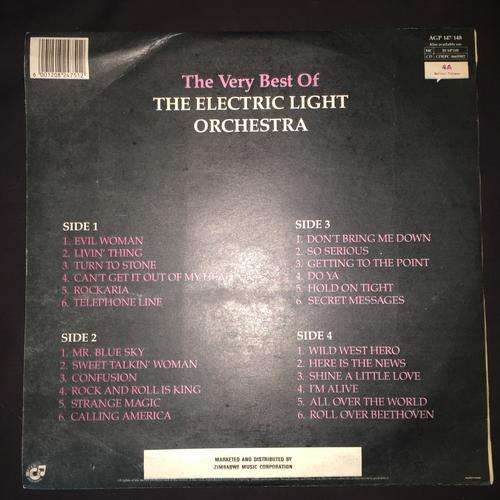 6001208247517
AGP 147-148
The Very Best Of
THE ELECTRIC LIGHT
ORCHESTRA
SIDE 1
1. EVIL WOMAN
2. LIVIN' THING
3. TURN TO STONE
4. CAN'T GET IT OUT OF MY HEAD
5. ROCKARIA
6. TELEPHONE LINE
SIDE 2
1. MR. BLUE SKY
2. SWEET TALKIN' WOMAN
3. CONFUSION
4. ROCK AND ROLL IS KING
5. STRANGE MAGIC
6. CALLING AMERICA
SIDE 3
1. DON'T BRING ME DOWN
2. SO SERIOUS
3. GETTING TO THE POINT
4. DO YA
5. HOLD ON TIGHT
6. SECRET MESSAGES
SIDE 4
1. WILD WEST HERO
2. HERE IS THE NEWS
3. SHINE A LITTLE LOVE
4. I'M ALIVE
5. ALL OVER THE WORLD
6. ROLL OVER BEETHOVEN
MARKETED AND DISTRIBUTED BY
ZIMBABWE MUSIC CORPORATION